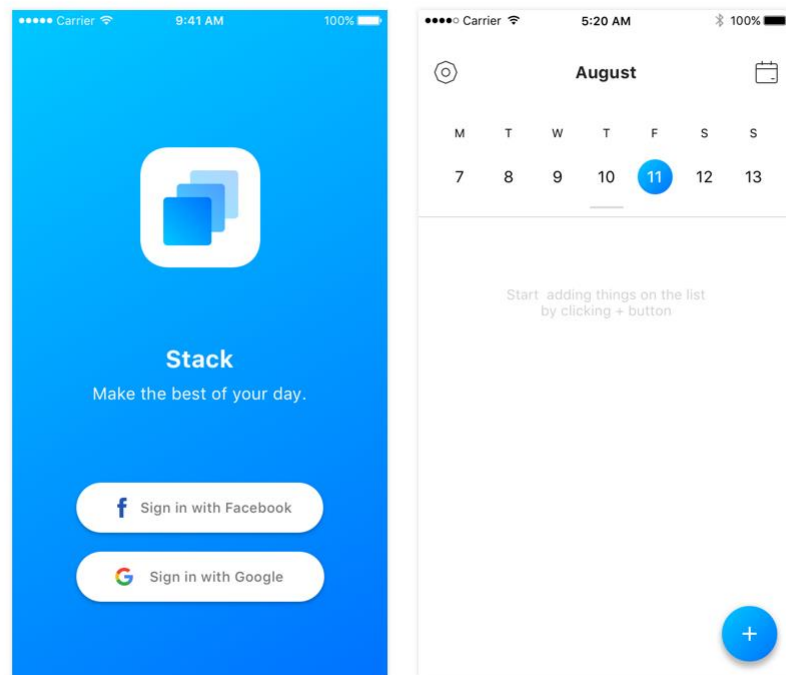 Carrier 9:41 AM 100%
Stack
Make the best of your day.
Sign in with Facebook
Sign in with Google
Carrier 5:20 AM 100%
August
M T W T F S S
7 8 9 10 11 12 13
Start adding things on the list
by clicking + button
+